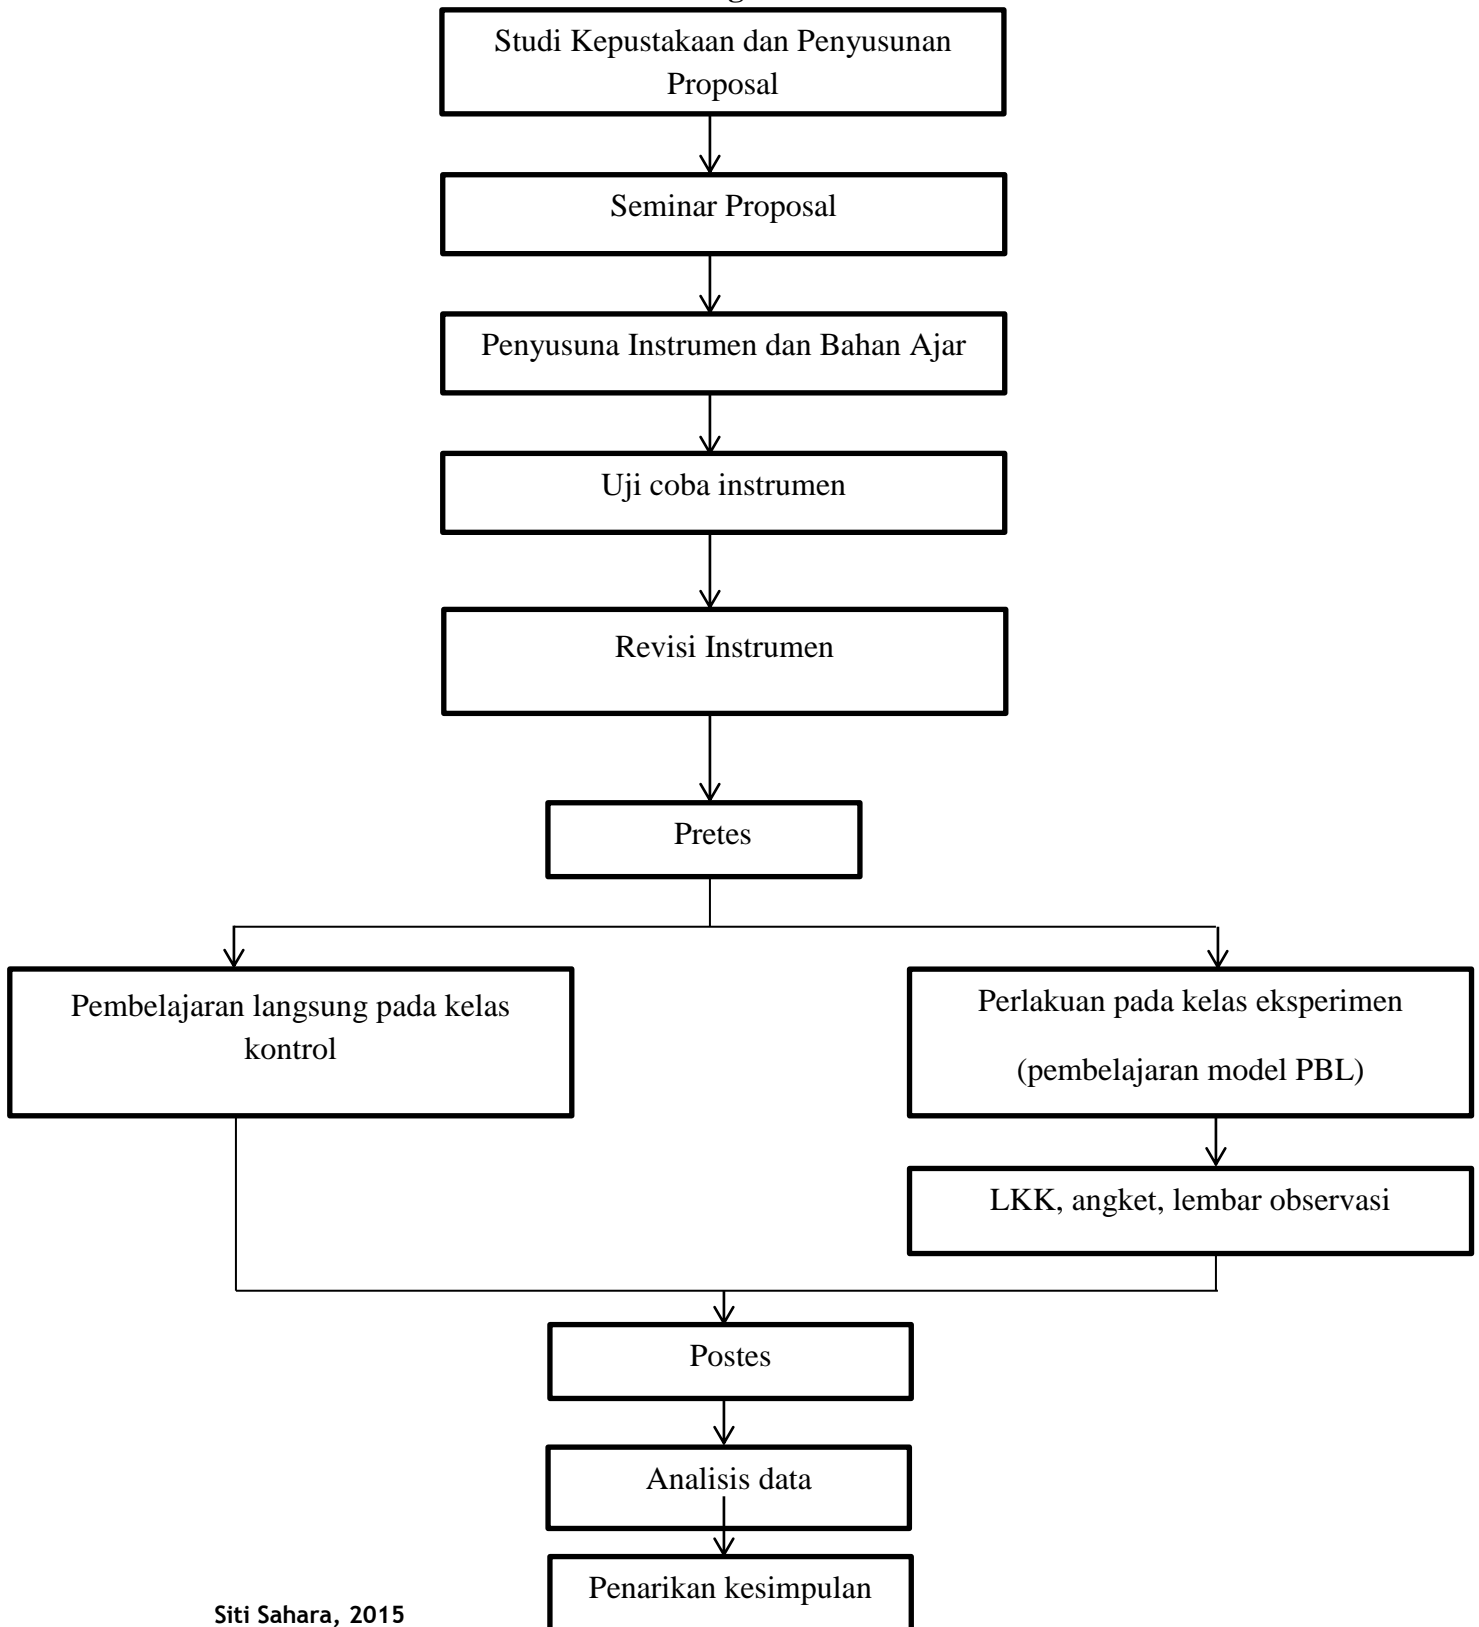 Studi Kepustakaan dan Penyusunan
Proposal
Seminar Proposal
Penyusuna Instrumen dan Bahan Ajar
Uji coba instrumen
Revisi Instrumen
Pretes
Pembelajaran langsung pada kelas
kontrol
Perlakuan pada kelas eksperimen
(pembelajaran model PBL)
LKK, angket, lembar observasi
Postes
Analisis data
Penarikan kesimpulan
Siti Sahara, 2015